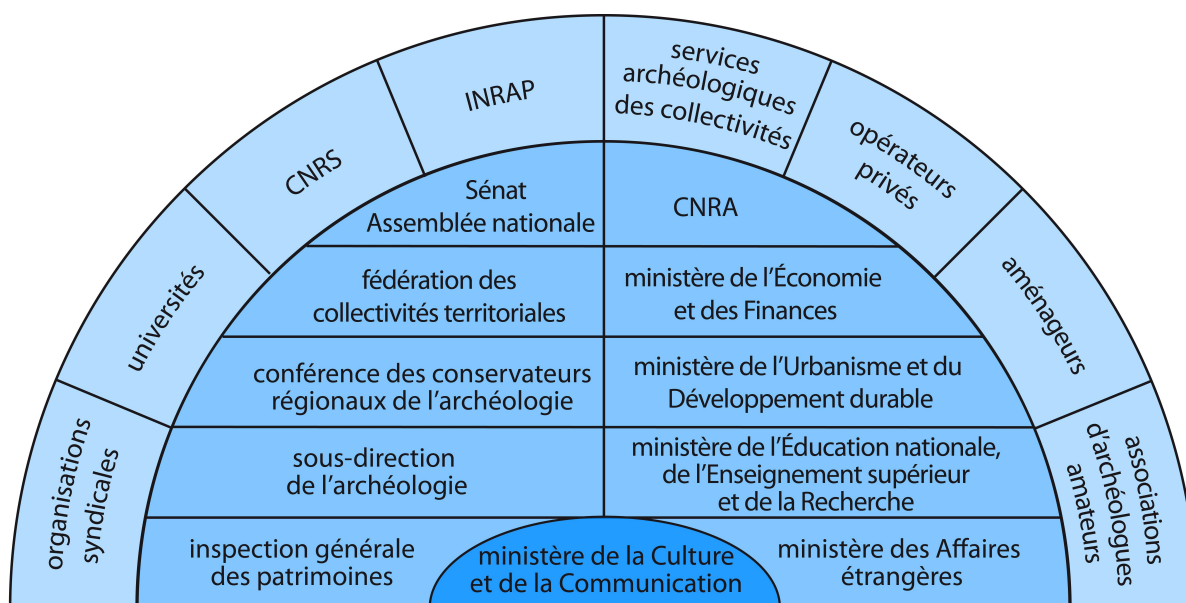 organisations
syndicales
universités
CNRS
INRAP
services
archéologiques
des collectivités
opérateurs
privés
aménageurs
associations
d'archéologues
amateurs
Sénat
Assemblée nationale
CNRA
fédération des
collectivités territoriales
ministère de l'Économie
et des Finances
conférence des conservateurs
régionaux de l'archéologie
ministère de l'Urbanisme et du
Développement durable
sous-direction
de l'archéologie
ministère de l'Éducation nationale,
de l'Enseignement supérieur
et de la Recherche
inspection générale
des patrimoines
ministère de la Culture
et de la Communication
ministère des Affaires
étrangères